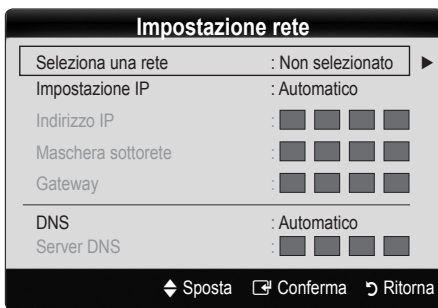 Impostazione rete
Seleziona una rete : Non selezionato ►
Impostazione IP : Automatico
Indirizzo IP :
Maschera sottorete :
Gateway :
DNS : Automatico
Server DNS :
Sposta Conferma Ritorna